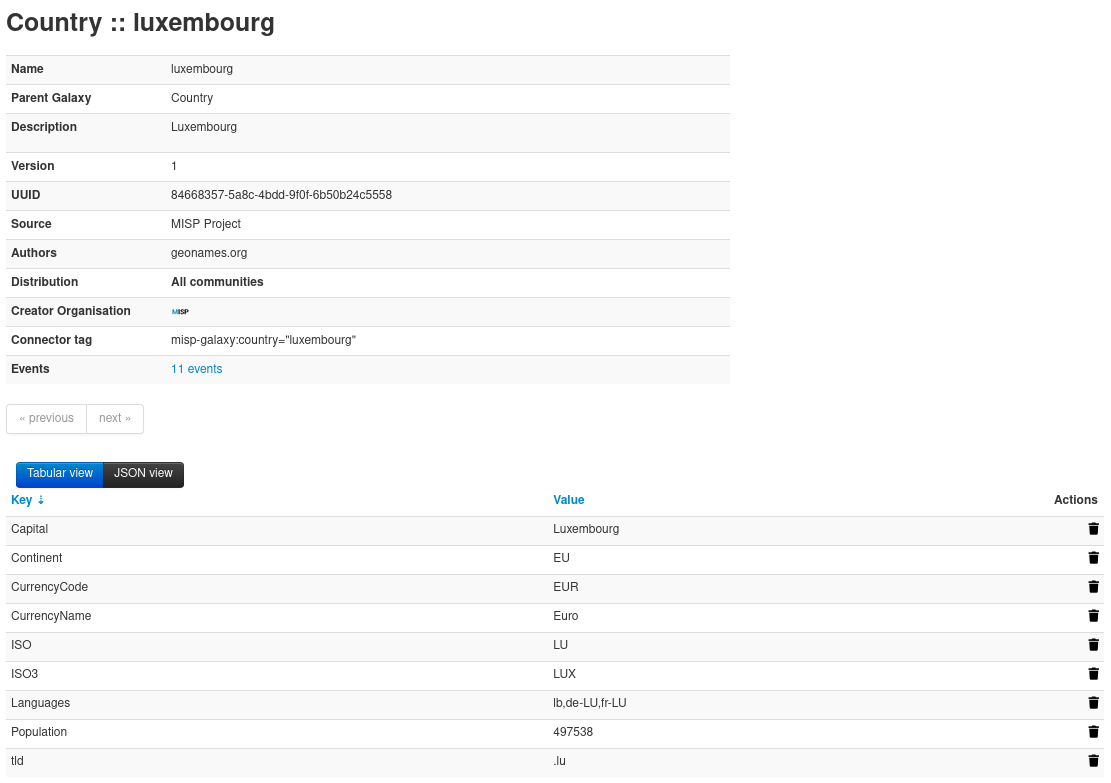 Country :: luxembourg
Name luxembourg
Parent Galaxy Country
Description Luxembourg
Version 1
UUID 84668357-5a8c-4bdd-9f0f-6b50b24c5558
Source MISP Project
Authors geonames.org
Distribution All communities
Creator Organisation MISP
Connector tag misp-galaxy:country="luxembourg"
Events 11 events
« previous next »
Tabular view JSON view
Key ↓ Value Actions
Capital Luxembourg
Continent EU
CurrencyCode EUR
CurrencyName Euro
ISO LU
ISO3 LUX
Languages lb,de-LU,fr-LU
Population 497538
tld .lu